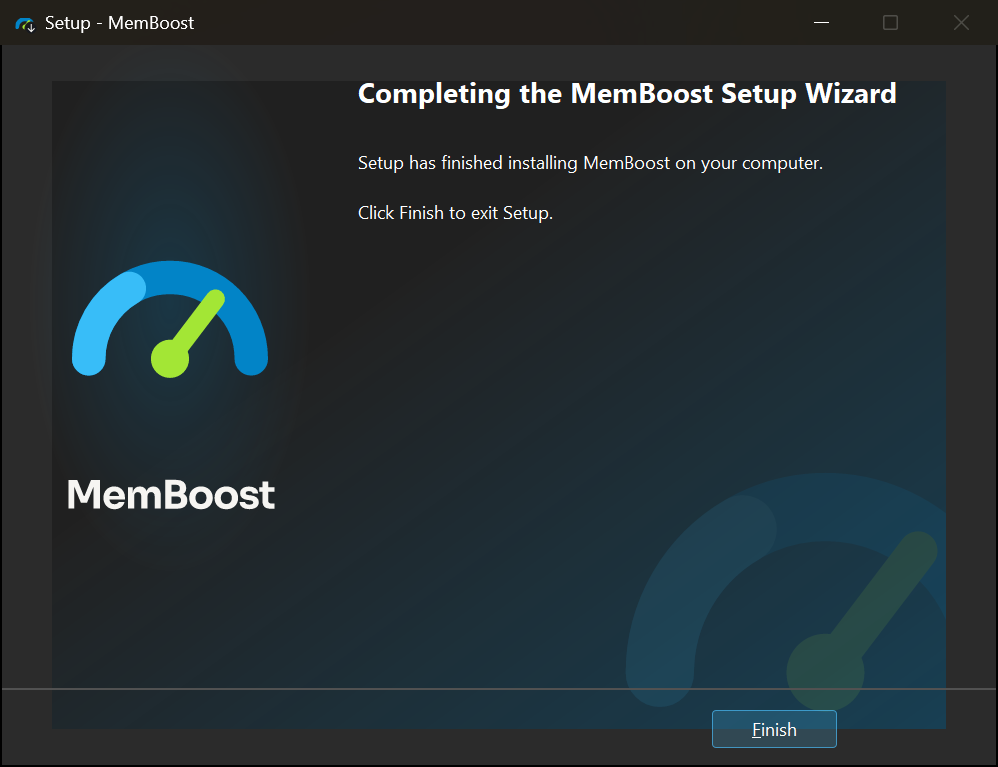 Setup - MemBoost
Completing the MemBoost Setup Wizard
Setup has finished installing MemBoost on your computer.
Click Finish to exit Setup.
MemBoost
Finish